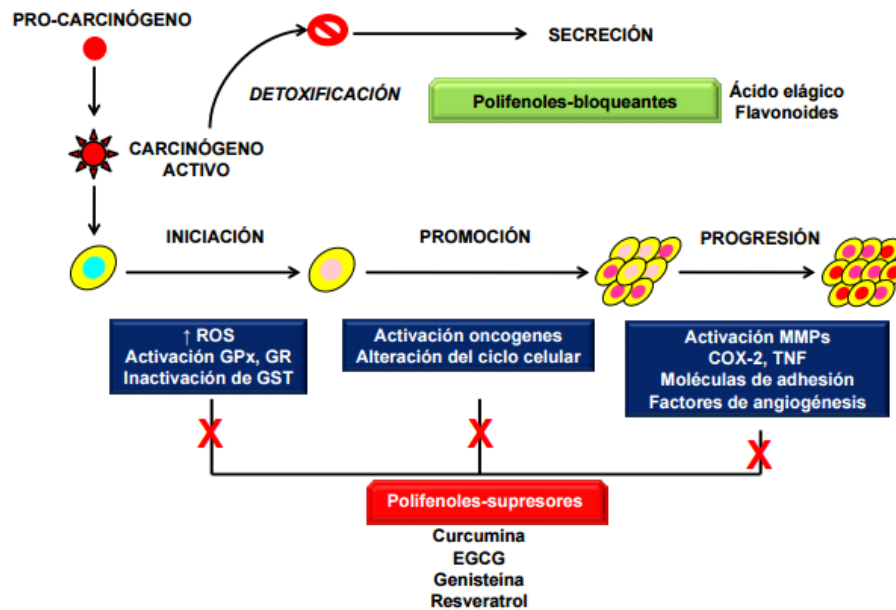 PRO-CARCINÓGENO
SECRECIÓN
DETOXIFICACIÓN
Polifenoles-bloqueantes
Ácido elágico
Flavonoides
CARCINÓGENO
ACTIVO
INICIACIÓN
PROMOCIÓN
PROGRESIÓN
↑ ROS
Activación GPx, GR
Inactivación de GST
Activación oncogenes
Alteración del ciclo celular
Activación MMPs
COX-2, TNF
Moléculas de adhesión
Factores de angiogénesis
X
X
X
Polifenoles-supresores
Curcumina
EGCG
Genisteína
Resveratrol